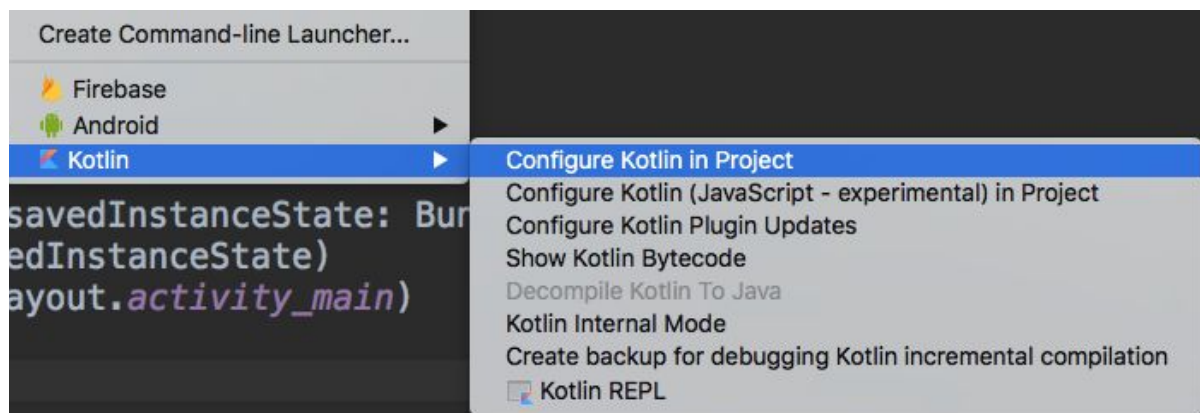 Create Command-line Launcher...
Firebase
Android
Kotlin
Configure Kotlin in Project
Configure Kotlin (JavaScript - experimental) in Project
Configure Kotlin Plugin Updates
Show Kotlin Bytecode
Decompile Kotlin To Java
Kotlin Internal Mode
Create backup for debugging Kotlin incremental compilation
Kotlin REPL
savedInstanceState: Bun
edInstanceState)
ayout.activity_main)